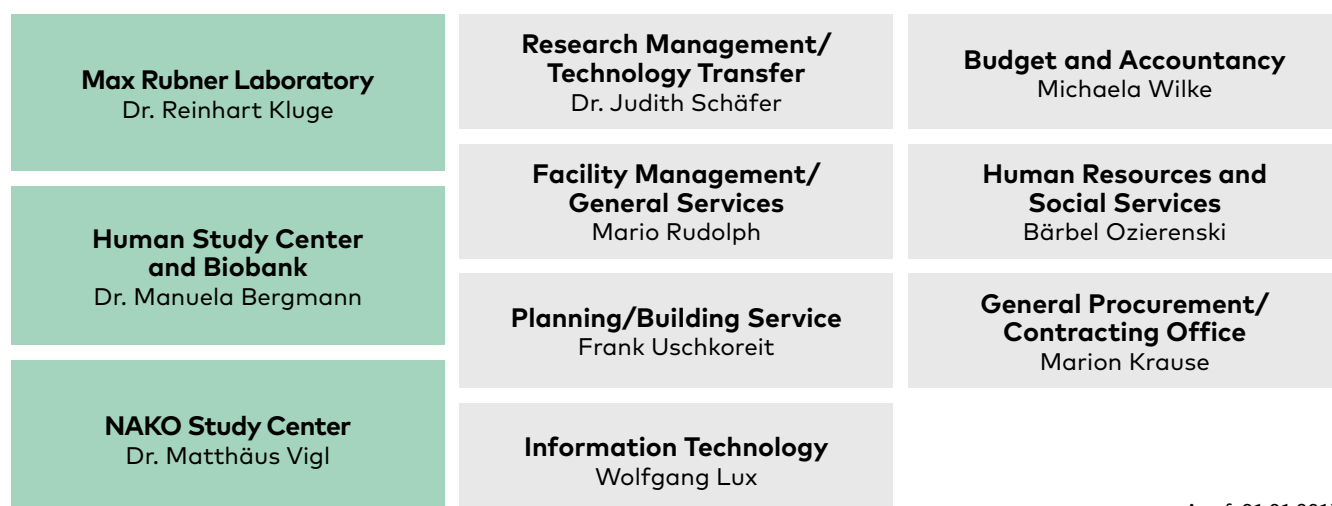 Max Rubner Laboratory
Dr. Reinhart Kluge
Human Study Center
and Biobank
Dr. Manuela Bergmann
NAKO Study Center
Dr. Matthäus Vigl
Research Management/
Technology Transfer
Dr. Judith Schäfer
Facility Management/
General Services
Mario Rudolph
Planning/Building Service
Frank Uschkoreit
Information Technology
Wolfgang Lux
Budget and Accountancy
Michaela Wilke
Human Resources and
Social Services
Bärbel Ozierenski
General Procurement/
Contracting Office
Marion Krause